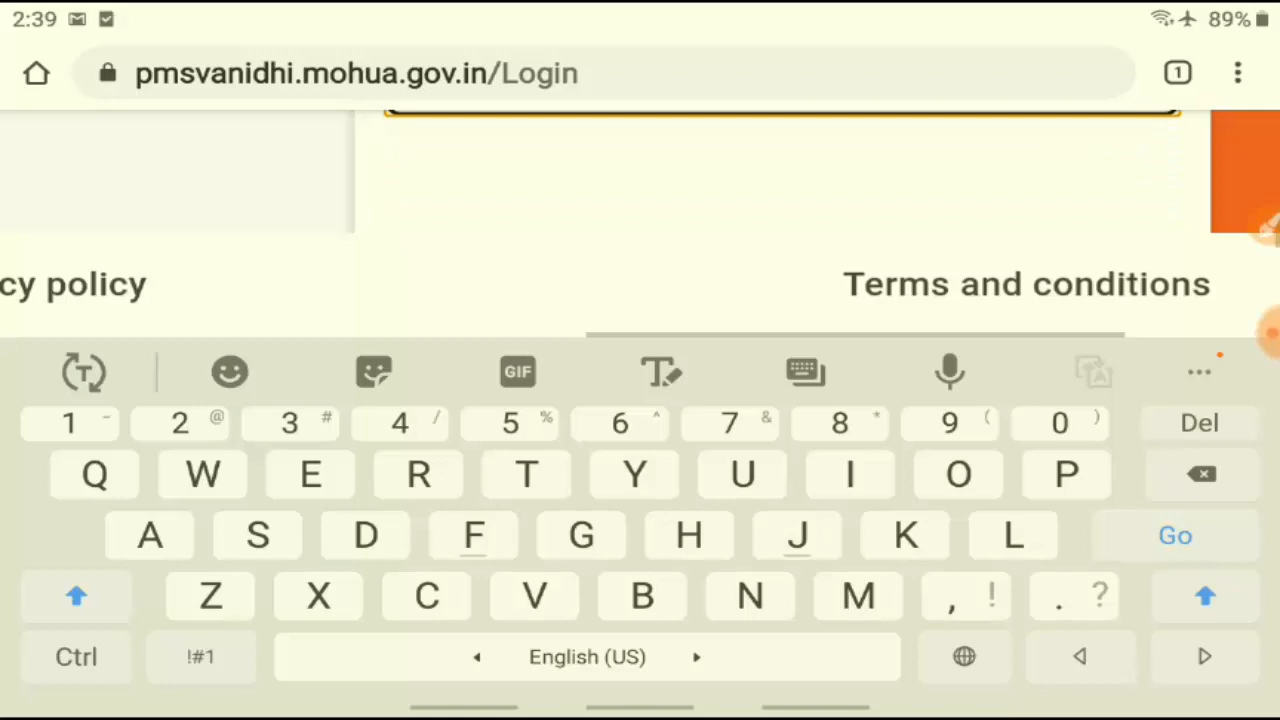 2:39 89%
pmsvanidhi.mohua.gov.in/Login 1
cy policy Terms and conditions
T GIF T ...
1 - 2 @ 3 # 4 / 5 % 6 ^ 7 & 8 * 9 ( 0 ) Del
Q W E R T Y U I O P
A S D F G H J K L Go
Z X C V B N M , ! . ?
Ctrl !#1 English (US)